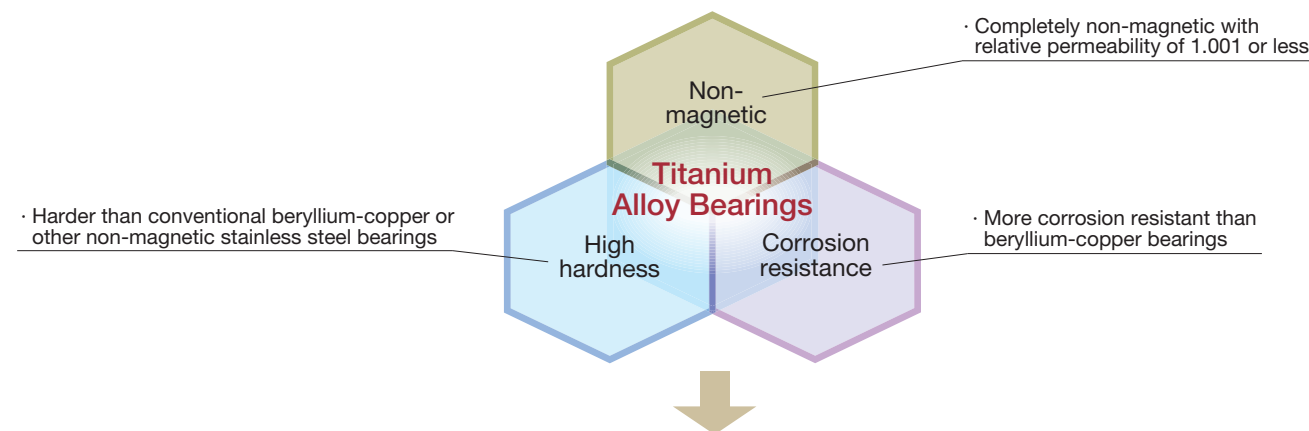 · Completely non-magnetic with
relative permeability of 1.001 or less
Non-
magnetic
Titanium
Alloy Bearings
· Harder than conventional beryllium-copper or
other non-magnetic stainless steel bearings
High
hardness
Corrosion
resistance
· More corrosion resistant than
beryllium-copper bearings